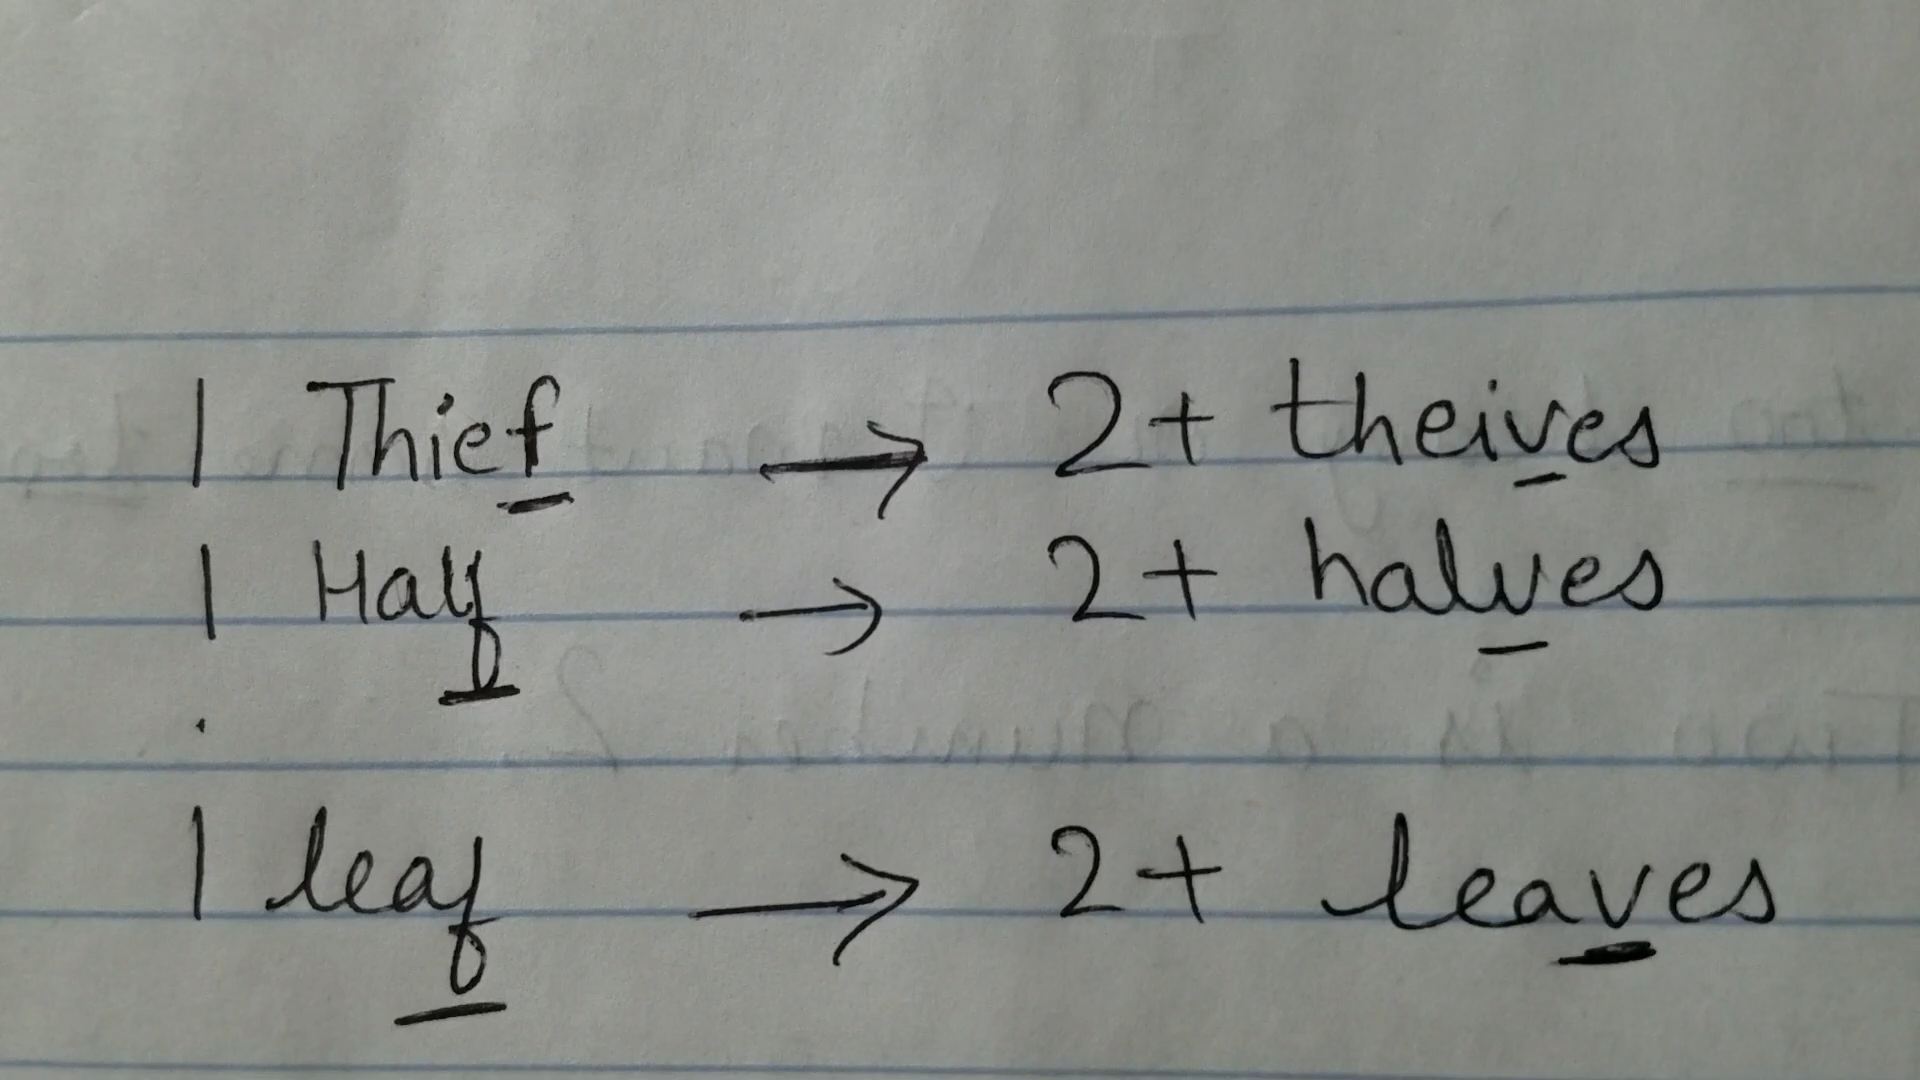 1 Thief → 2+ theives
1 Half → 2+ halves
1 leaf → 2+ leaves